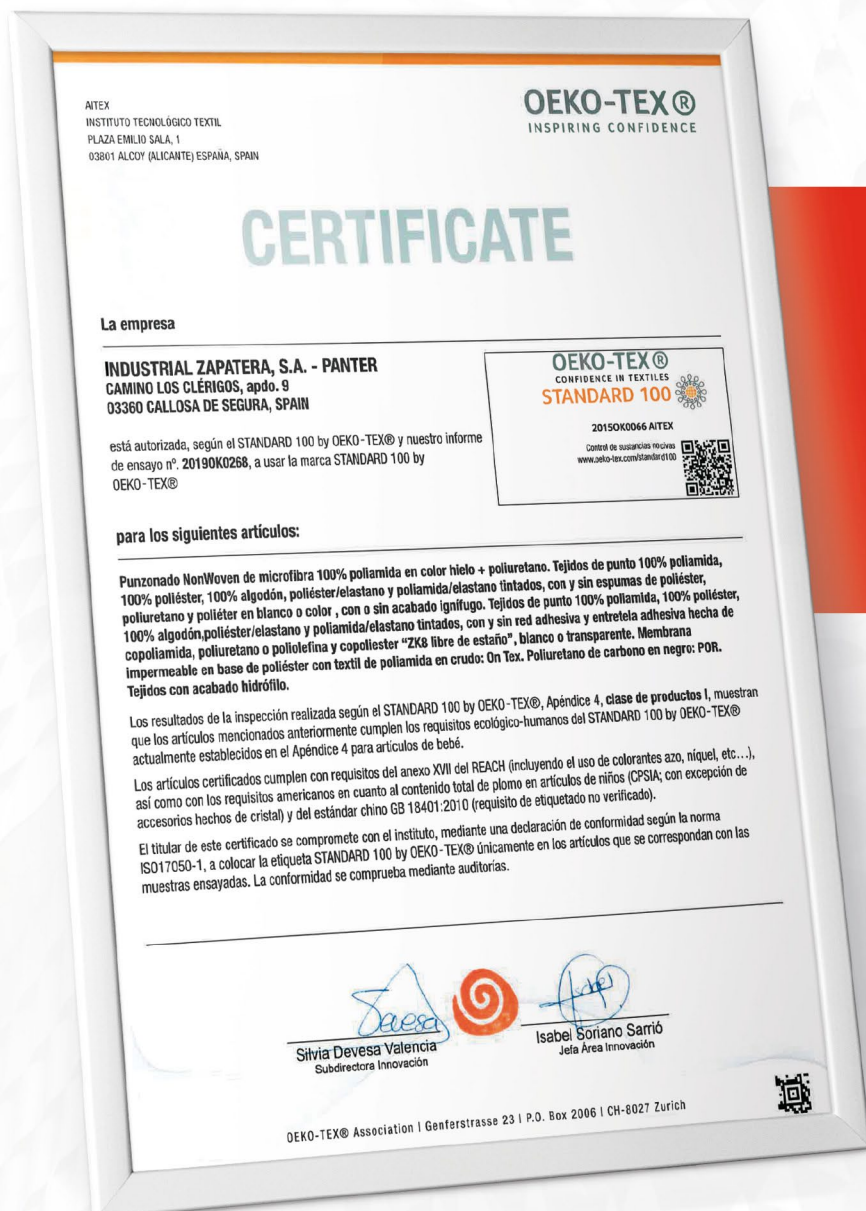 AITEX
INSTITUTO TECNOLÓGICO TEXTIL
PLAZA EMILIO SALA, 1
03801 ALCOY (ALICANTE) ESPAÑA, SPAIN
OEKO-TEX®
INSPIRING CONFIDENCE
CERTIFICATE
La empresa
INDUSTRIAL ZAPATERA, S.A. - PANTER
CAMINO LOS CLÉRIGOS, apdo. 9
03360 CALLOSA DE SEGURA, SPAIN
está autorizada, según el STANDARD 100 by OEKO-TEX® y nuestro informe
de ensayo nº. 2019OK0268, a usar la marca STANDARD 100 by
OEKO-TEX®
OEKO-TEX®
CONFIDENCE IN TEXTILES
STANDARD 100
2015OK0066 AITEX
Control de sustancias nocivas
www.oeko-tex.com/standard100
para los siguientes artículos:
Punzonado NonWoven de microfibra 100% poliamida en color hielo + poliuretano. Tejidos de punto 100% poliamida,
100% poliéster, 100% algodón, poliéster/elastano y poliamida/elastano tintados, con y sin espumas de poliéster,
poliuretano y poliéter en blanco o color , con o sin acabado ignífugo. Tejidos de punto 100% poliamida, 100% poliéster,
100% algodón,poliéster/elastano y poliamida/elastano tintados, con y sin red adhesiva y entretela adhesiva hecha de
copoliamida, poliuretano o poliolefina y copoliester “ZK8 libre de estaño”, blanco o transparente. Membrana
impermeable en base de poliéster con textil de poliamida en crudo: On Tex. Poliuretano de carbono en negro: POR.
Tejidos con acabado hidrófilo.
Los resultados de la inspección realizada según el STANDARD 100 by OEKO-TEX®, Apéndice 4, clase de productos I, muestran
que los artículos mencionados anteriormente cumplen los requisitos ecológico-humanos del STANDARD 100 by OEKO-TEX®
actualmente establecidos en el Apéndice 4 para artículos de bebé.
Los artículos certificados cumplen con requisitos del anexo XVII del REACH (incluyendo el uso de colorantes azo, níquel, etc...),
así como con los requisitos americanos en cuanto al contenido total de plomo en artículos de niños (CPSIA; con excepción de
accesorios hechos de cristal) y del estándar chino GB 18401:2010 (requisito de etiquetado no verificado).
El titular de este certificado se compromete con el instituto, mediante una declaración de conformidad según la norma
ISO17050-1, a colocar la etiqueta STANDARD 100 by OEKO-TEX® únicamente en los artículos que se correspondan con las
muestras ensayadas. La conformidad se comprueba mediante auditorías.
Devesa
Isabel
Silvia Devesa Valencia
Subdirectora Innovación
Isabel Soriano Sarrió
Jefa Área Innovación
OEKO-TEX® Association | Genferstrasse 23 | P.O. Box 2006 | CH-8027 Zurich